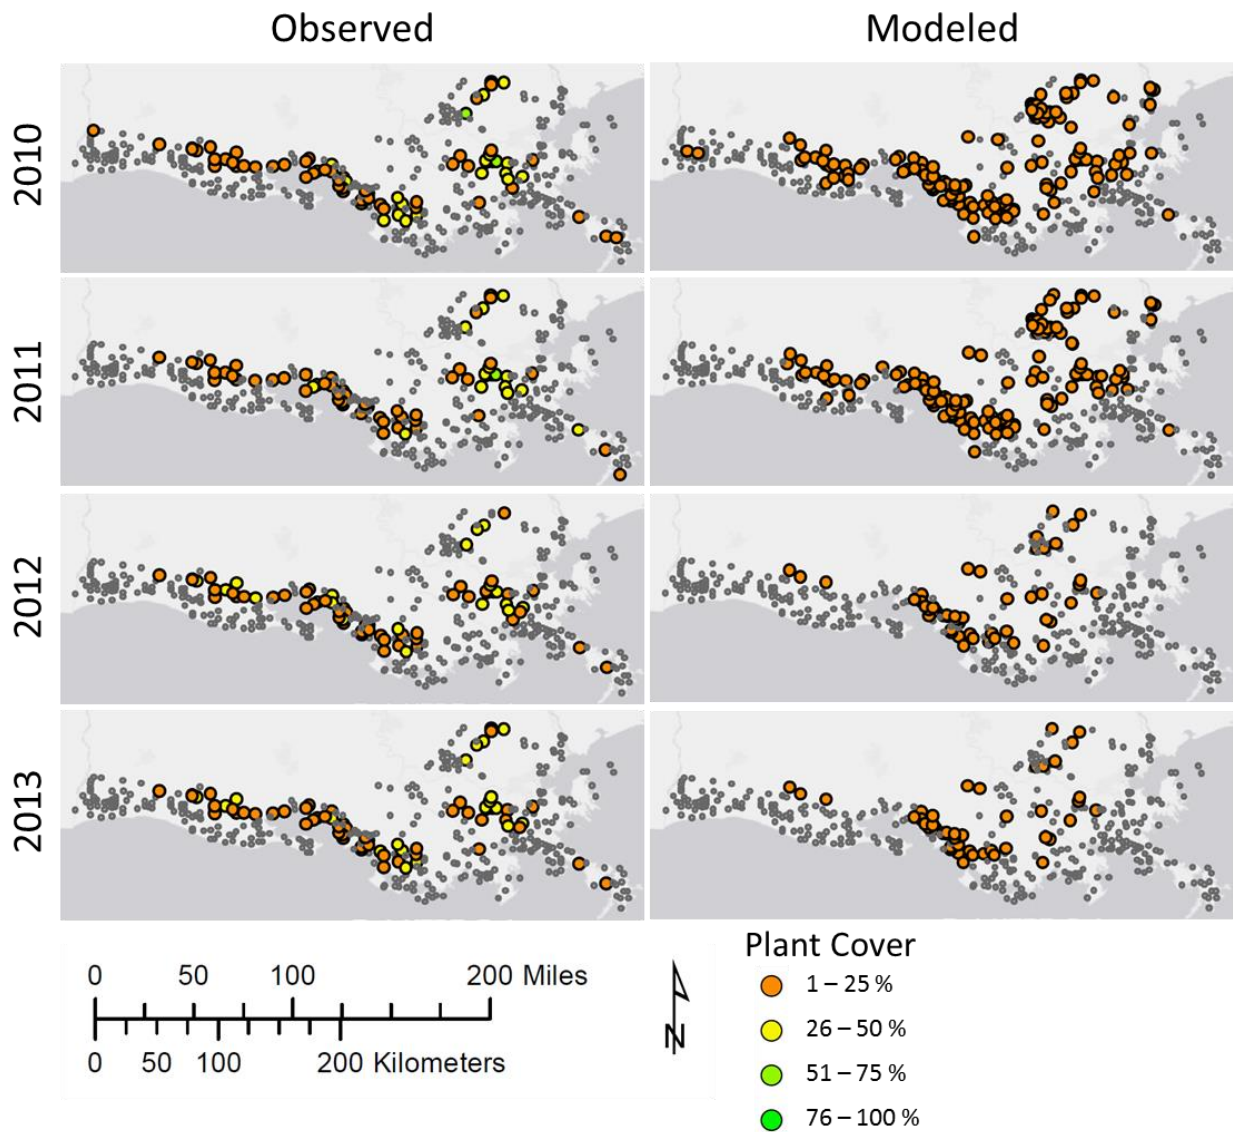 Observed
Modeled
2010
2011
2012
2013
0 50 100 200 Miles
0 50 100 200 Kilometers
N
Plant Cover
1 – 25 %
26 – 50 %
51 – 75 %
76 – 100 %